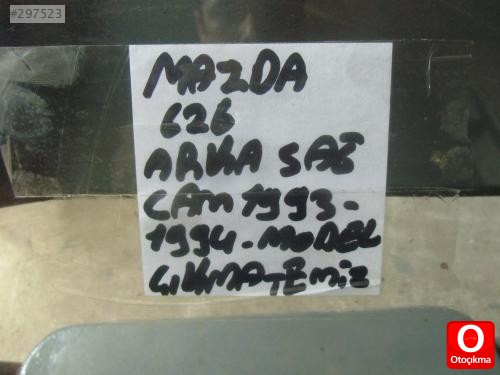 #297523
MAZDA
626
ARKA SAĞ
CAM 1993-
1994-MODEL
ÇIKMA TEMİZ
O
Otoçıkma